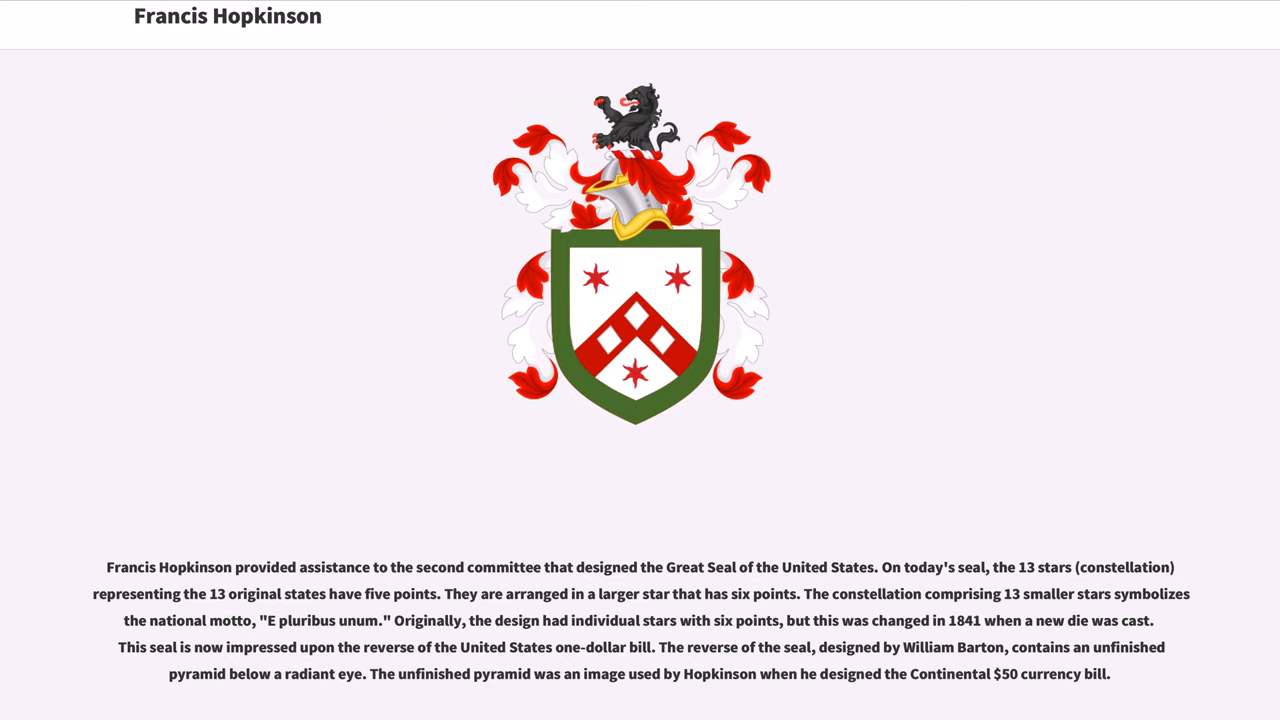 Francis Hopkinson
Francis Hopkinson provided assistance to the second committee that designed the Great Seal of the United States. On today's seal, the 13 stars (constellation)
representing the 13 original states have five points. They are arranged in a larger star that has six points. The constellation comprising 13 smaller stars symbolizes
the national motto, "E pluribus unum." Originally, the design had individual stars with six points, but this was changed in 1841 when a new die was cast.
This seal is now impressed upon the reverse of the United States one-dollar bill. The reverse of the seal, designed by William Barton, contains an unfinished
pyramid below a radiant eye. The unfinished pyramid was an image used by Hopkinson when he designed the Continental $50 currency bill.